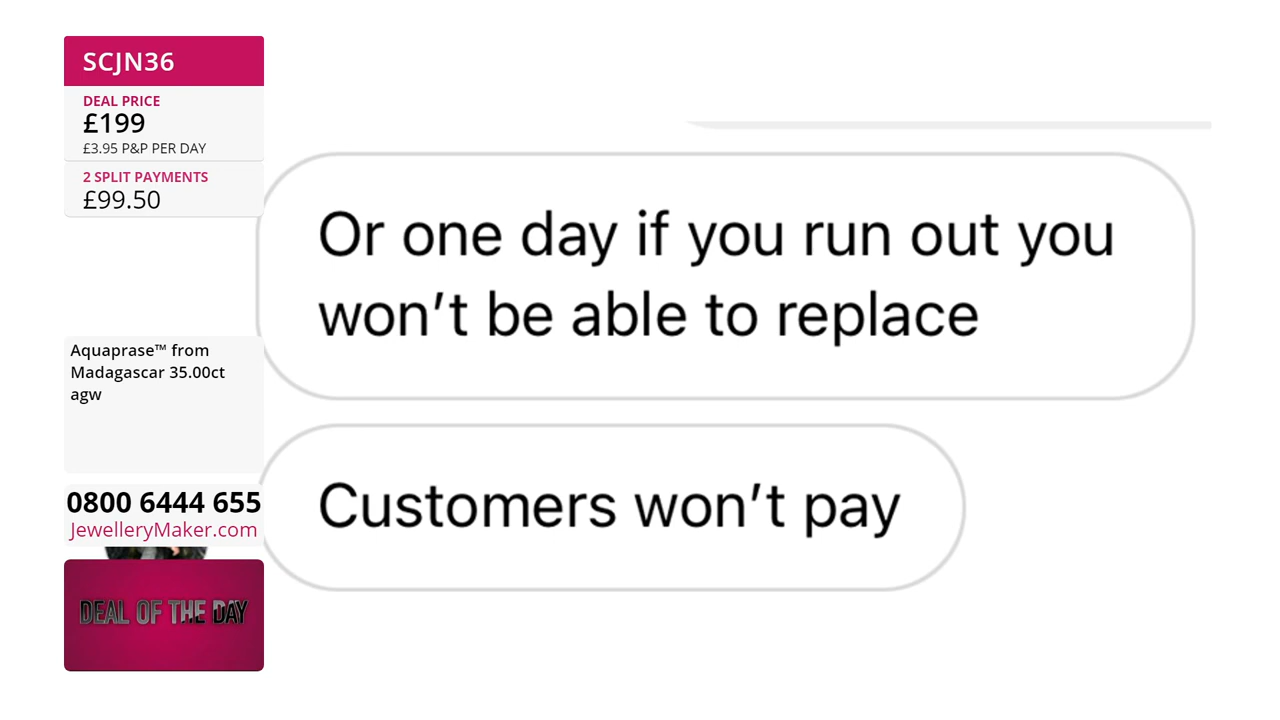 SCJN36
DEAL PRICE
£199
£3.95 P&P PER DAY
2 SPLIT PAYMENTS
£99.50
Aquaprase™ from
Madagascar 35.00ct
agw
0800 6444 655
JewelleryMaker.com
DEAL OF THE DAY
Or one day if you run out you
won’t be able to replace
Customers won’t pay